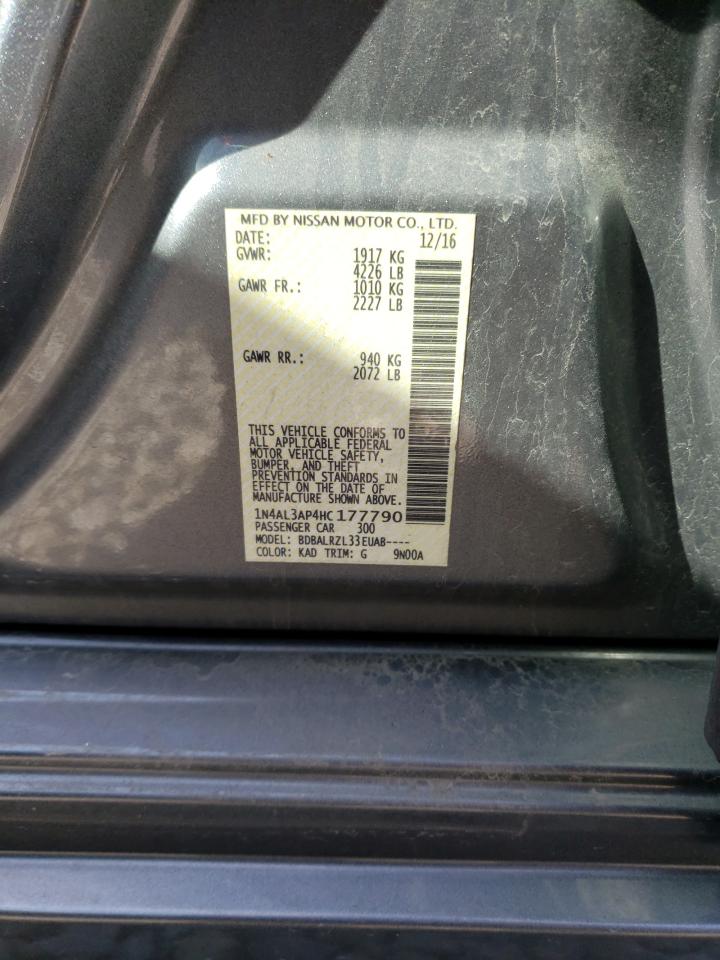 MFD BY NISSAN MOTOR CO., LTD.
DATE: 12/16
GVWR: 1917 KG
4226 LB
GAWR FR.: 1010 KG
2227 LB
GAWR RR.: 940 KG
2072 LB
THIS VEHICLE CONFORMS TO
ALL APPLICABLE FEDERAL
MOTOR VEHICLE SAFETY,
BUMPER, AND THEFT
PREVENTION STANDARDS IN
EFFECT ON THE DATE OF
MANUFACTURE SHOWN ABOVE.
1N4AL3AP4HC177790
PASSENGER CAR 300
MODEL: BDBALRZL33EUAB----
COLOR: KAD TRIM: G 9N00A